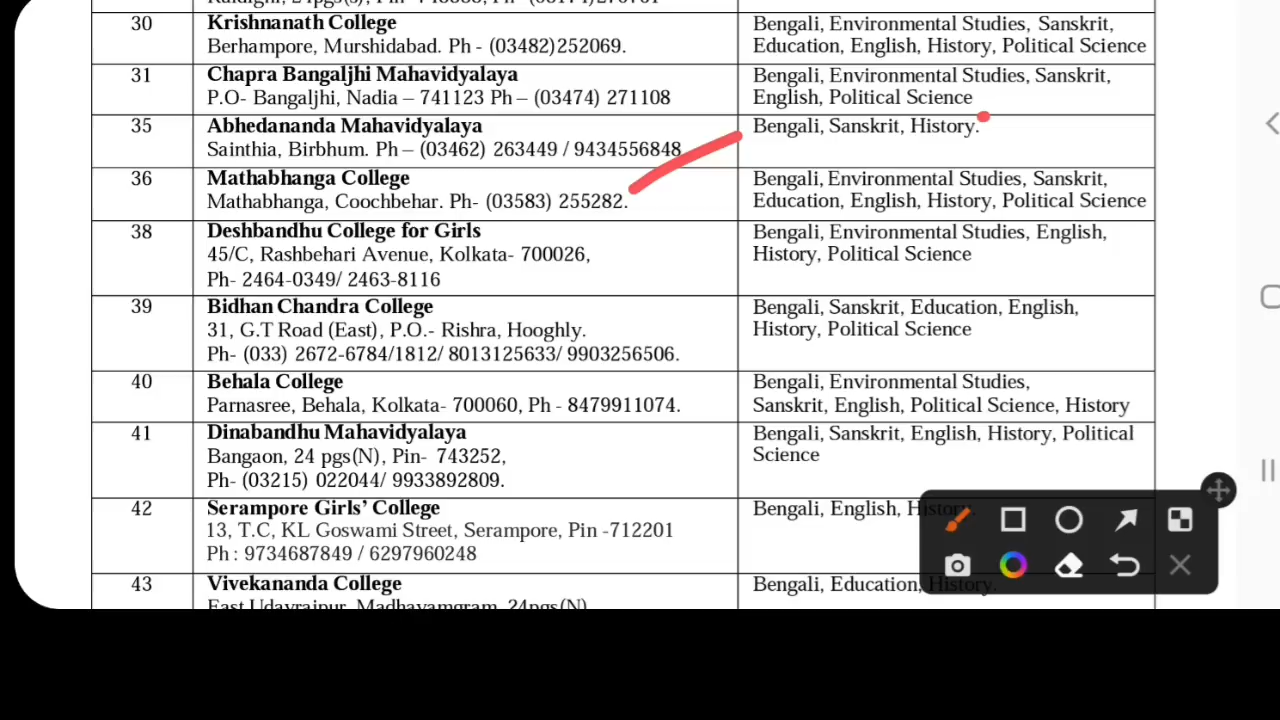 30
Krishnanath College
Berhampore, Murshidabad. Ph - (03482)252069.
Bengali, Environmental Studies, Sanskrit,
Education, English, History, Political Science
31
Chapra Bangaljhi Mahavidyalaya
P.O- Bangaljhi, Nadia – 741123 Ph – (03474) 271108
Bengali, Environmental Studies, Sanskrit,
English, Political Science
35
Abhedananda Mahavidyalaya
Sainthia, Birbhum. Ph – (03462) 263449 / 9434556848
Bengali, Sanskrit, History.
36
Mathabhanga College
Mathabhanga, Coochbehar. Ph- (03583) 255282.
Bengali, Environmental Studies, Sanskrit,
Education, English, History, Political Science
38
Deshbandhu College for Girls
45/C, Rashbehari Avenue, Kolkata- 700026,
Ph- 2464-0349/ 2463-8116
Bengali, Environmental Studies, English,
History, Political Science
39
Bidhan Chandra College
31, G.T Road (East), P.O.- Rishra, Hooghly.
Ph- (033) 2672-6784/1812/ 8013125633/ 9903256506.
Bengali, Sanskrit, Education, English,
History, Political Science
40
Behala College
Parnasree, Behala, Kolkata- 700060, Ph - 8479911074.
Bengali, Environmental Studies,
Sanskrit, English, Political Science, History
41
Dinabandhu Mahavidyalaya
Bangaon, 24 pgs(N), Pin- 743252,
Ph- (03215) 022044/ 9933892809.
Bengali, Sanskrit, English, History, Political
Science
42
Serampore Girls’ College
13, T.C, KL Goswami Street, Serampore, Pin -712201
Ph : 9734687849 / 6297960248
Bengali, English, History.
43
Vivekananda College
East Udayrajpur, Madhyamgram, 24pgs(N)
Bengali, Education, History.